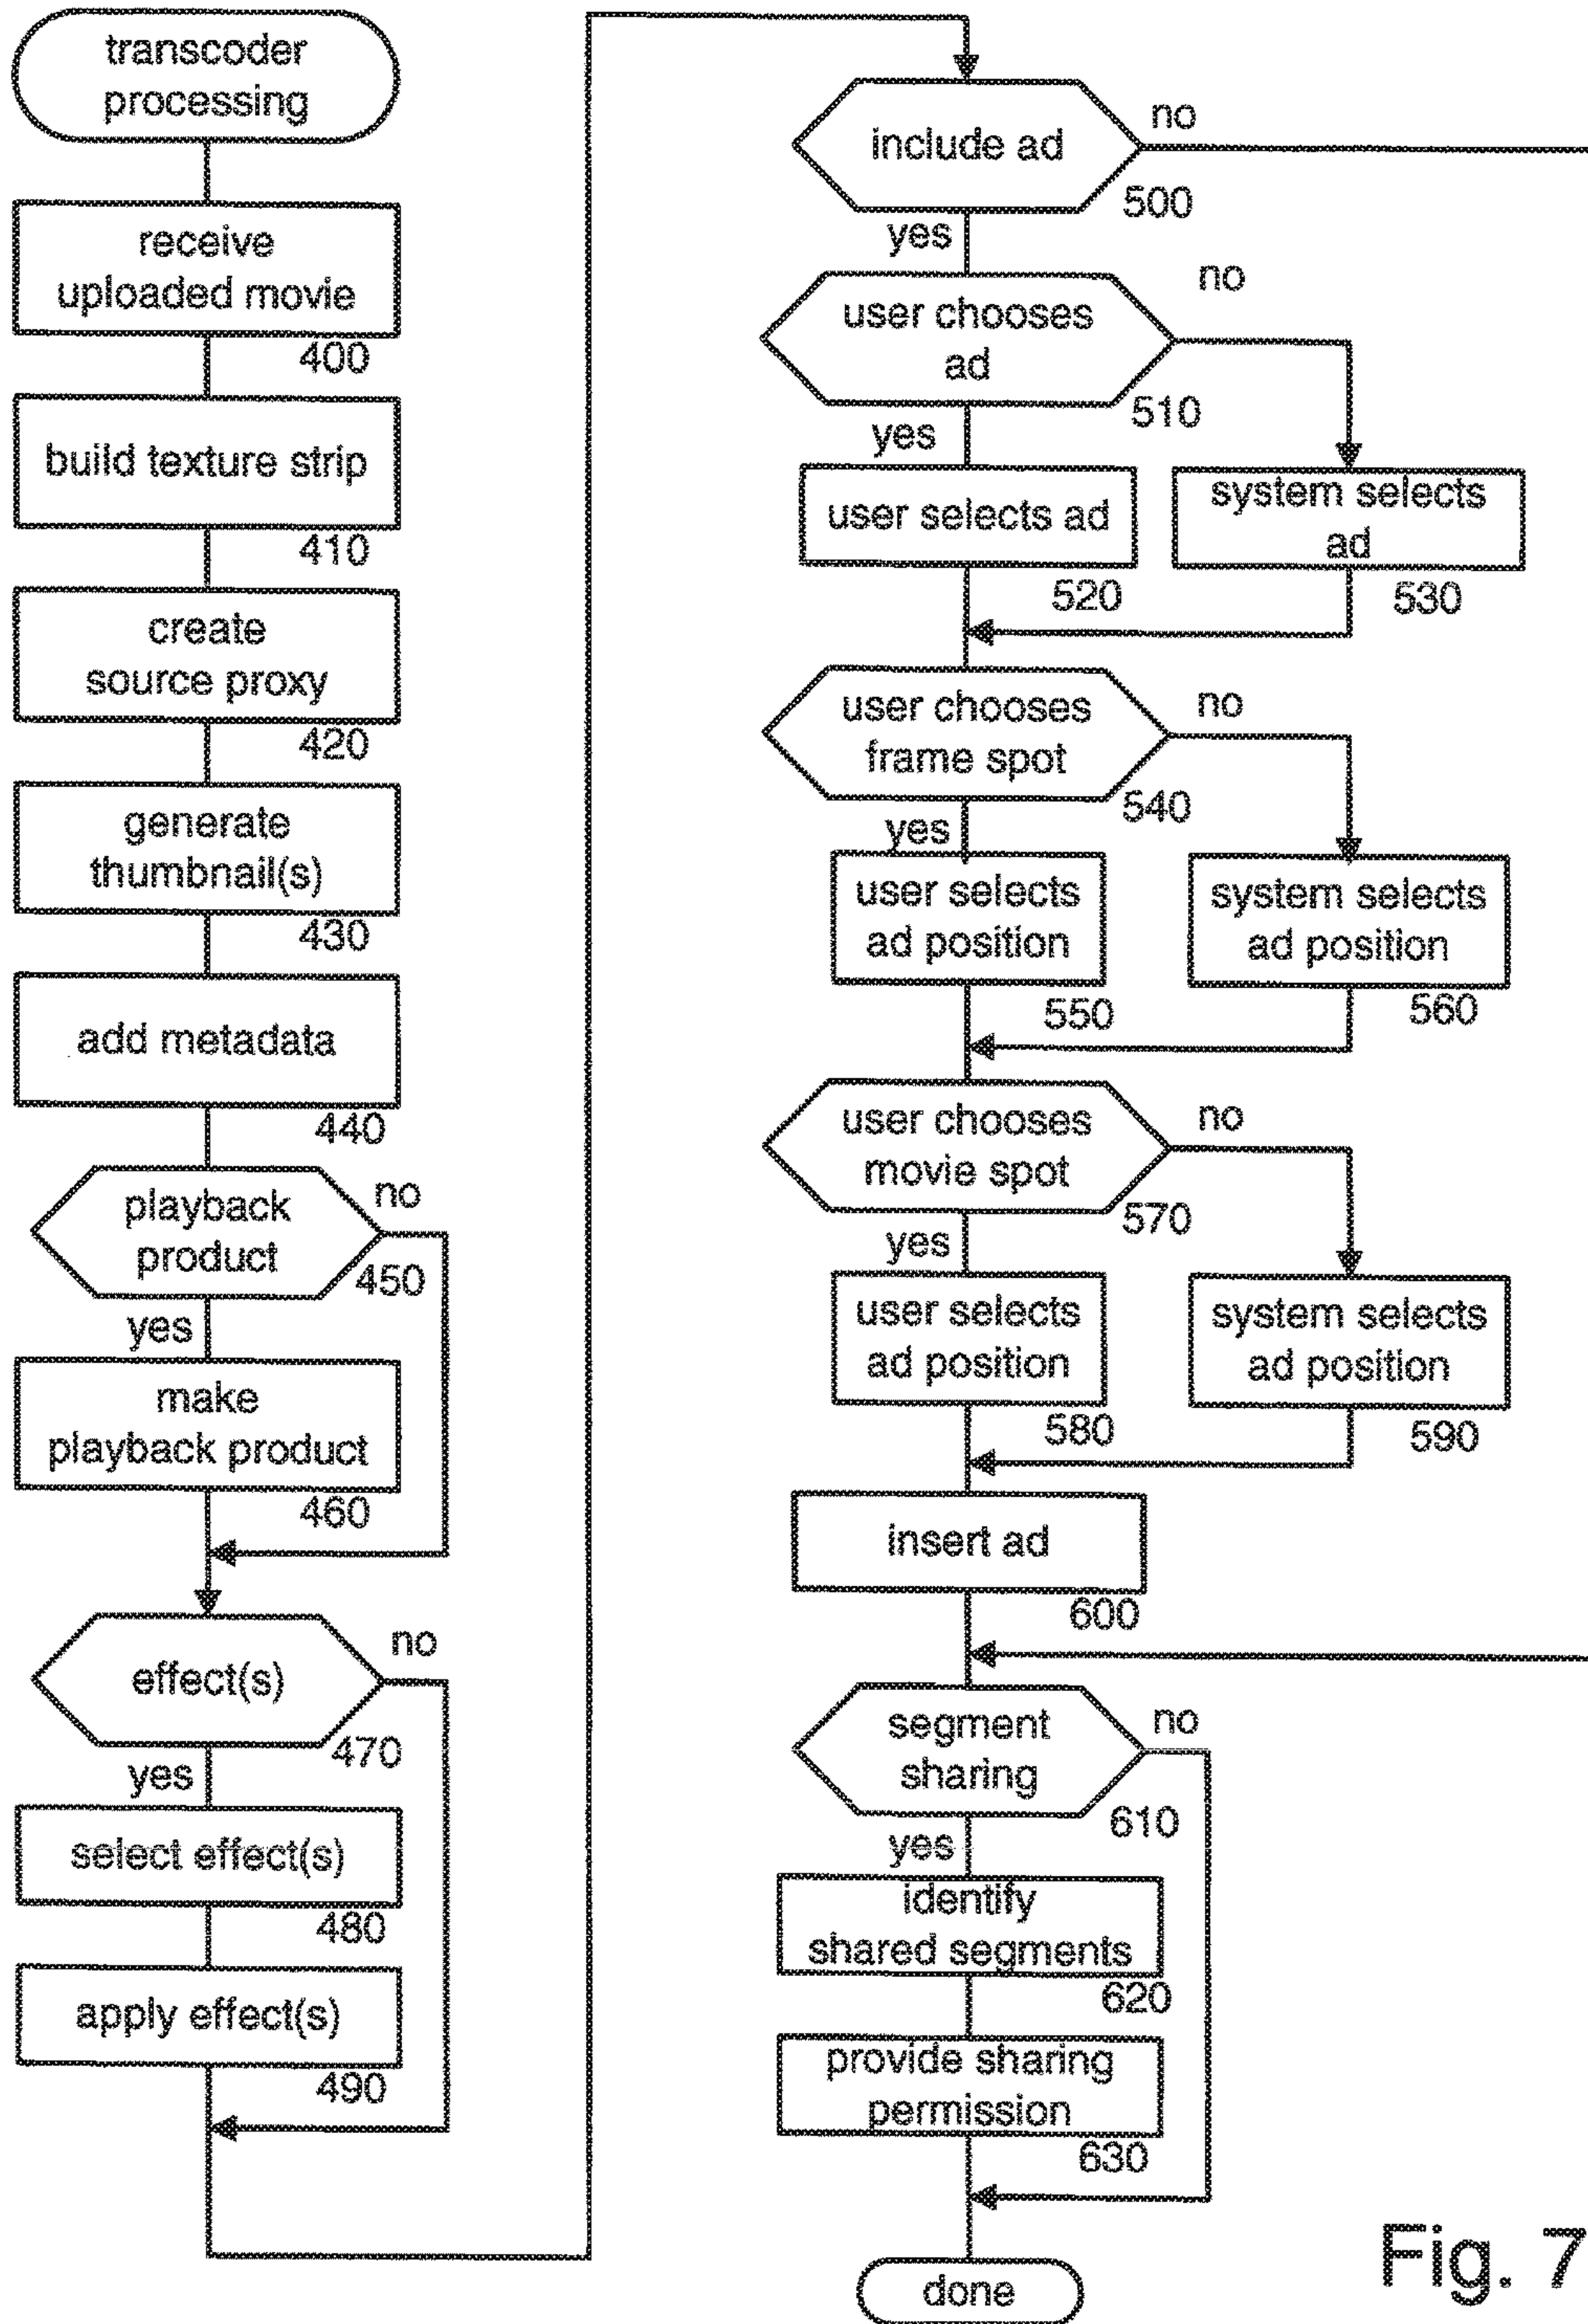 transcoder
processing
receive
uploaded movie
400
build texture strip
410
create
source proxy
420
generate
thumbnail(s)
430
add metadata
440
playback
product
no
450
yes
make
playback product
460
effect(s)
no
470
yes
select effect(s)
480
apply effect(s)
490
include ad
no
500
yes
user chooses
ad
no
510
yes
user selects ad
520
system selects
ad
530
user chooses
frame spot
no
540
yes
user selects
ad position
550
system selects
ad position
560
user chooses
movie spot
no
570
yes
user selects
ad position
580
system selects
ad position
590
insert ad
600
segment
sharing
no
610
yes
identify
shared segments
620
provide sharing
permission
630
done
Fig. 7